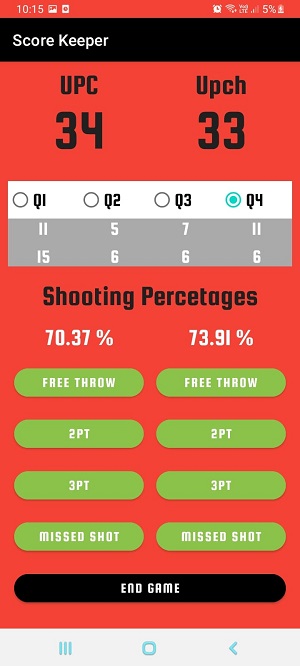 10:15 5%
Score Keeper
UPC Upch
34 33
Q1 Q2 Q3 Q4
11 5 7 11
15 6 6 6
Shooting Percetages
70.37 % 73.91 %
FREE THROW FREE THROW
2PT 2PT
3PT 3PT
MISSED SHOT MISSED SHOT
END GAME